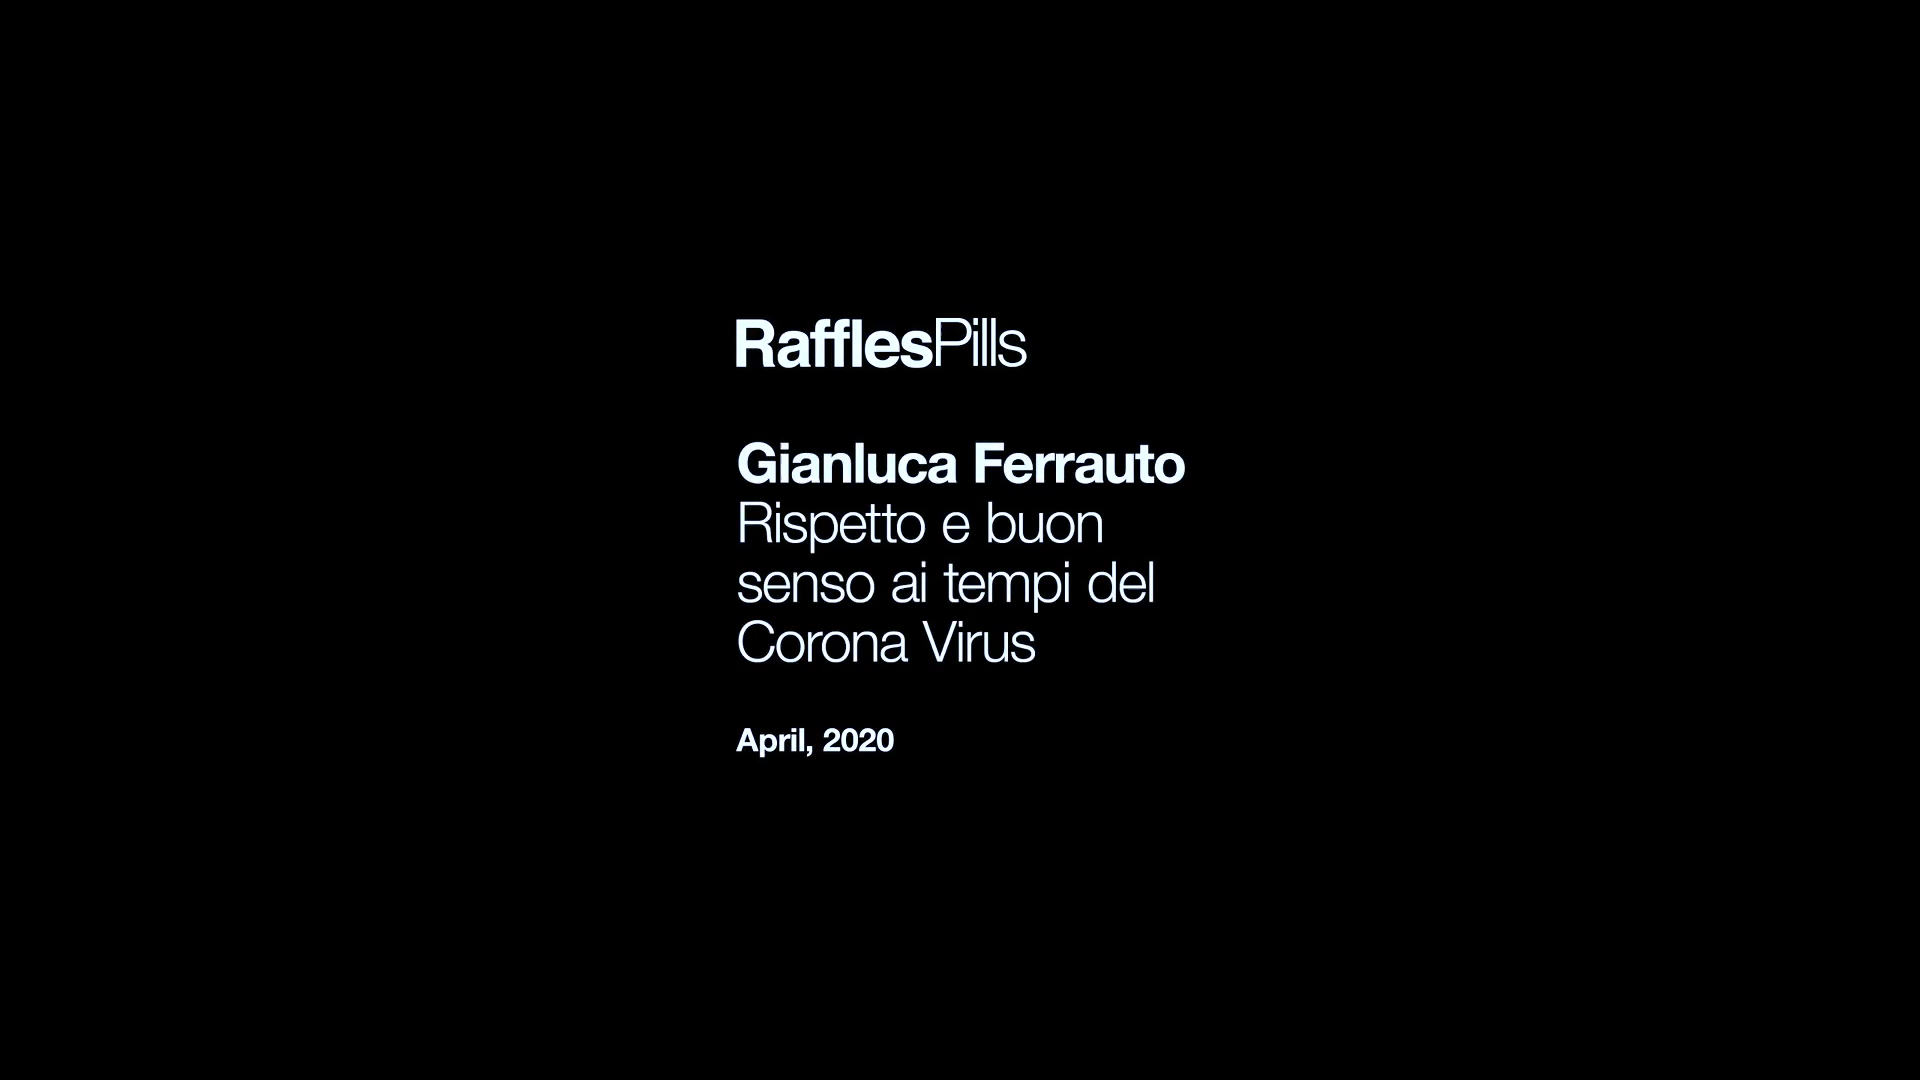 RafflesPills
Gianluca Ferrauto
Rispetto e buon
senso ai tempi del
Corona Virus
April, 2020